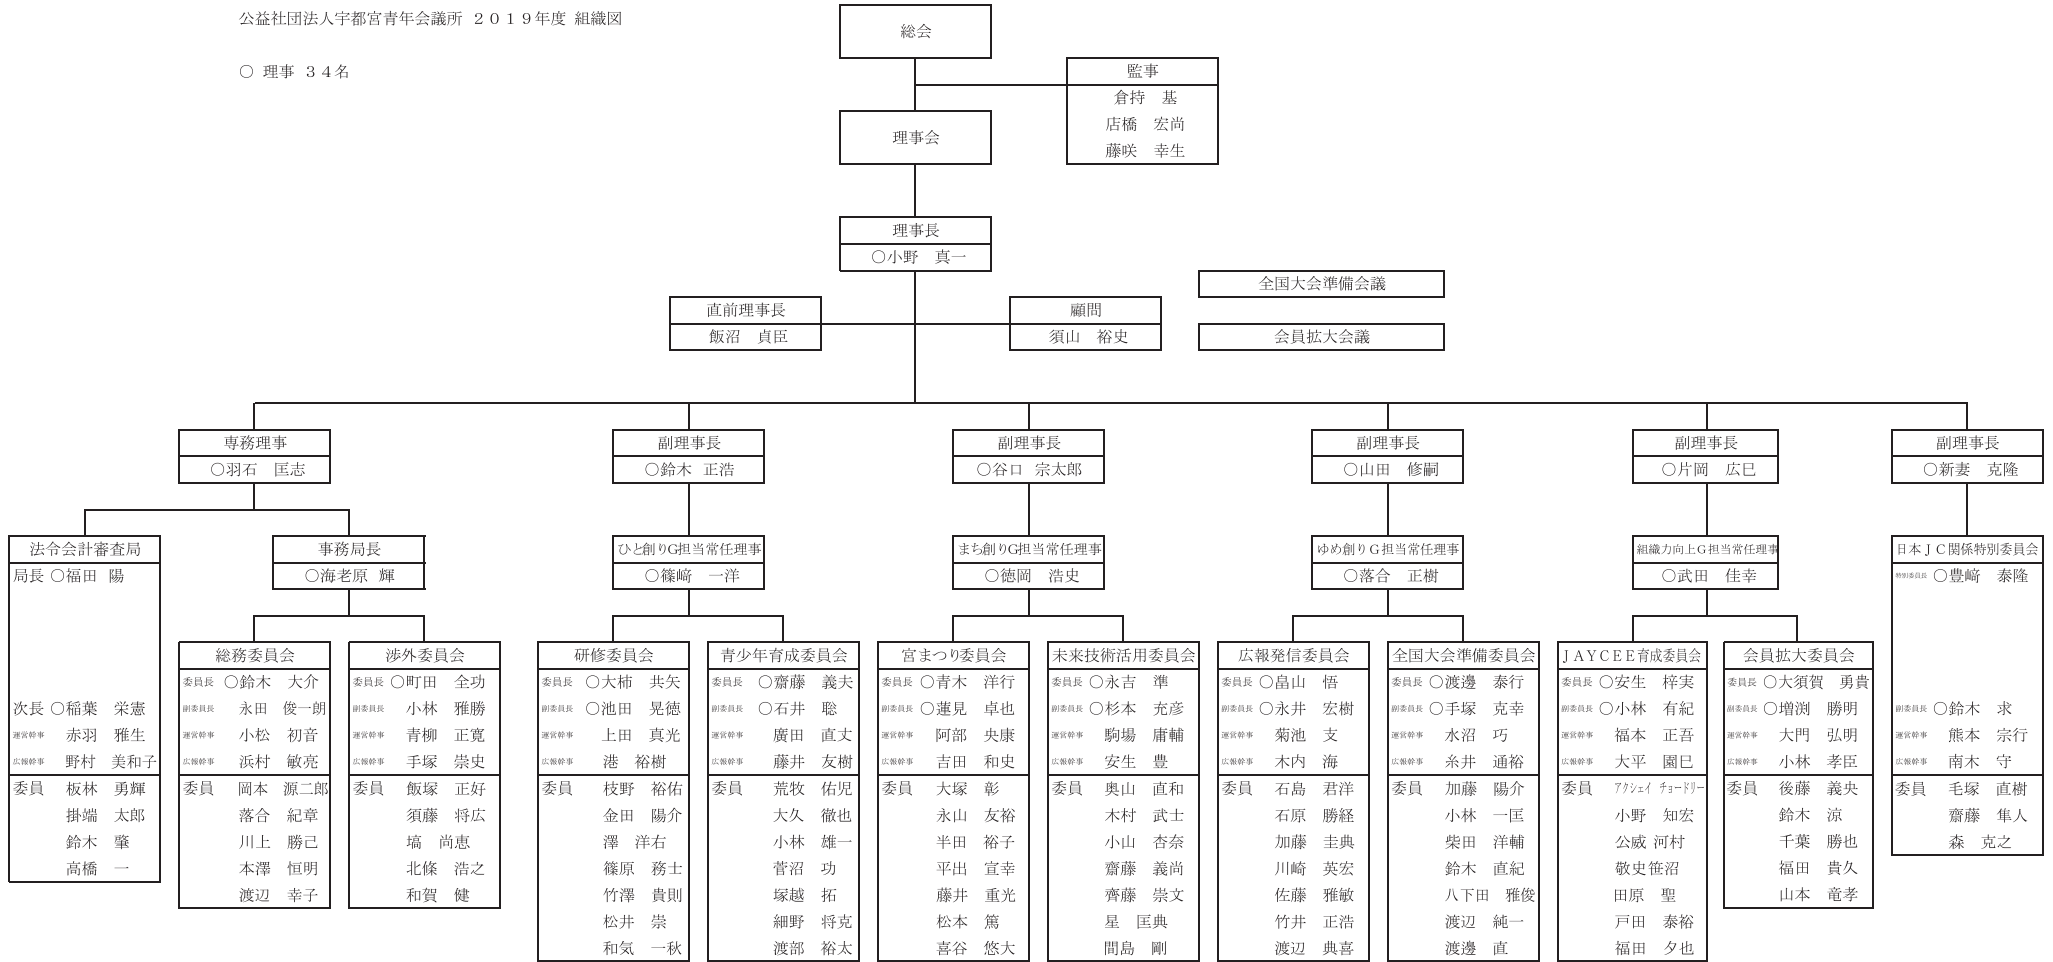 公益社団法人宇都宮青年会議所 ２０１９年度 組織図
〇 理事 ３４名
総会
監事
倉持 基
店橋 宏尚
藤咲 幸生
理事会
理事長
〇小野 真一
全国大会準備会議
会員拡大会議
直前理事長
飯沼 貞臣
顧問
須山 裕史
専務理事
〇羽石 匡志
副理事長
〇鈴木 正浩
副理事長
〇谷口 宗太郎
副理事長
〇山田 修嗣
副理事長
〇片岡 広巳
副理事長
〇新妻 克隆
法令会計審査局
局長 〇福田 陽
次長 〇稲葉 栄憲
運営幹事 赤羽 雅生
広報幹事 野村 美和子
委員 板林 勇輝
掛端 太郎
鈴木 肇
高橋 一
事務局長
〇海老原 輝
ひと創りG担当常任理事
〇篠﨑 一洋
まち創りG担当常任理事
〇徳岡 浩史
ゆめ創りＧ担当常任理事
〇落合 正樹
組織力向上Ｇ担当常任理事
〇武田 佳幸
日本ＪＣ関係特別委員会
特別委員長 〇豊﨑 泰隆
副委員長 〇鈴木 求
運営幹事 熊本 宗行
広報幹事 南木 守
委員 毛塚 直樹
齋藤 隼人
森 克之
総務委員会
委員長 〇鈴木 大介
副委員長 永田 俊一朗
運営幹事 小松 初音
広報幹事 浜村 敏亮
委員 岡本 源二郎
落合 紀章
川上 勝己
本澤 恒明
渡辺 幸子
渉外委員会
委員長 〇町田 全功
副委員長 小林 雅勝
運営幹事 青柳 正寛
広報幹事 手塚 崇史
委員 飯塚 正好
須藤 将広
塙 尚恵
北條 浩之
和賀 健
研修委員会
委員長 〇大柿 共矢
副委員長 〇池田 晃徳
運営幹事 上田 真光
広報幹事 港 裕樹
委員 枝野 裕佑
金田 陽介
澤 洋右
篠原 務士
竹澤 貴則
松井 崇
和気 一秋
青少年育成委員会
委員長 〇齋藤 義夫
副委員長 〇石井 聡
運営幹事 廣田 直丈
広報幹事 藤井 友樹
委員 荒牧 佑児
大久 徹也
小林 雄一
菅沼 功
塚越 拓
細野 将克
渡部 裕太
宮まつり委員会
委員長 〇青木 洋行
副委員長 〇蓮見 卓也
運営幹事 阿部 央康
広報幹事 吉田 和史
委員 大塚 彰
永山 友裕
半田 裕子
平出 宣幸
藤井 重光
松本 篤
喜谷 悠大
未来技術活用委員会
委員長 〇永吉 準
副委員長 〇杉本 充彦
運営幹事 駒場 庸輔
広報幹事 安生 豊
委員 奥山 直和
木村 武士
小山 杏奈
齋藤 義尚
齊藤 崇文
星 匡典
間島 剛
広報発信委員会
委員長 〇畠山 悟
副委員長 〇永井 宏樹
運営幹事 菊池 支
広報幹事 木内 海
委員 石島 君洋
石原 勝経
加藤 圭典
川﨑 英宏
佐藤 雅敏
竹井 正浩
渡辺 典喜
全国大会準備委員会
委員長 〇渡邊 泰行
副委員長 〇手塚 克幸
運営幹事 水沼 巧
広報幹事 糸井 通裕
委員 加藤 陽介
小林 一匡
柴田 洋輔
鈴木 直紀
八下田 雅俊
渡辺 純一
渡邊 直
ＪＡＹＣＥＥ育成委員会
委員長 〇安生 梓実
副委員長 〇小林 有紀
運営幹事 福本 正吾
広報幹事 大平 園巳
委員 アクシェイ チョードリー
小野 知宏
公威 河村
敬史 笹沼
田原 聖
戸田 泰裕
福田 夕也
会員拡大委員会
委員長 〇大須賀 勇貴
副委員長 〇増渕 勝明
運営幹事 大門 弘明
広報幹事 小林 孝臣
委員 後藤 義央
鈴木 涼
千葉 勝也
福田 貴久
山本 竜孝